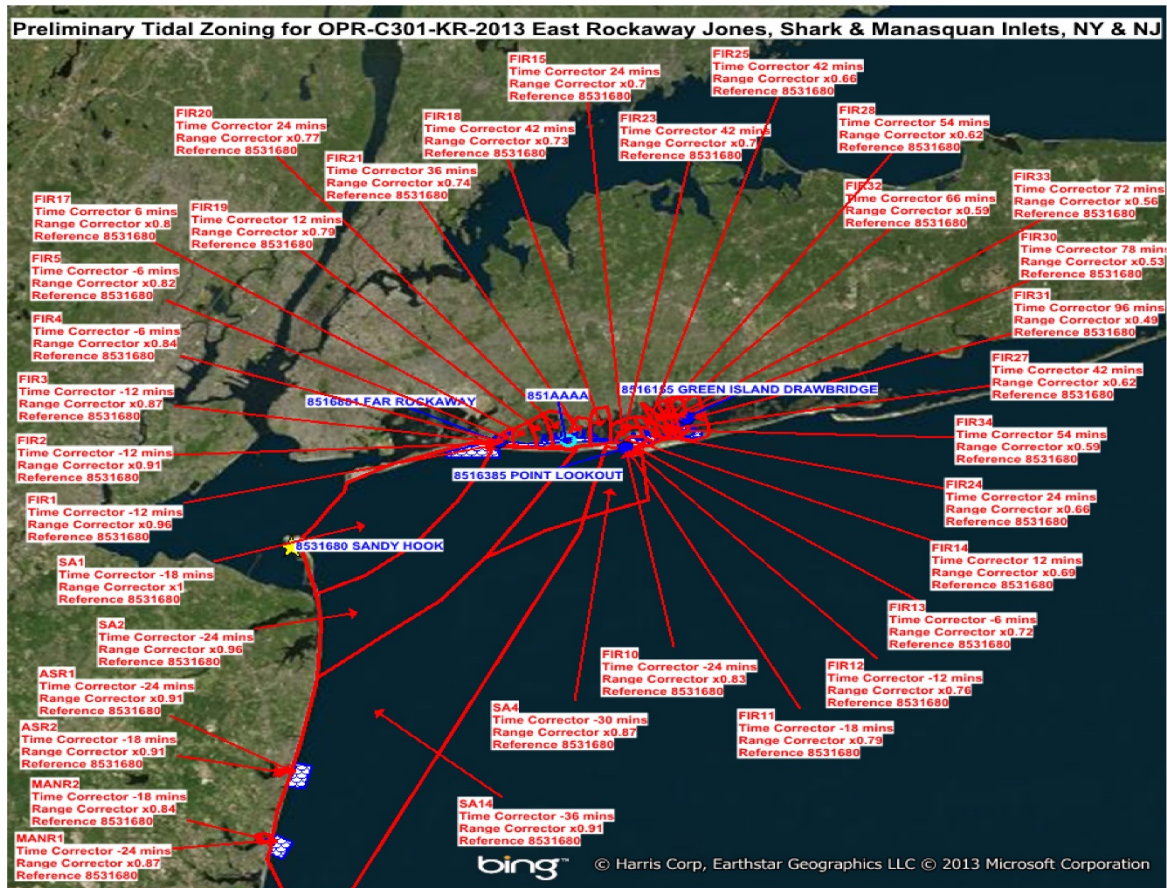 Preliminary Tidal Zoning for OPR-C301-KR-2013 East Rockaway Jones, Shark & Manasquan Inlets, NY & NJ
FIR15
Time Corrector 24 mins
Range Corrector x0.7
Reference 8531680
FIR25
Time Corrector 42 mins
Range Corrector x0.66
Reference 8531680
FIR20
Time Corrector 24 mins
Range Corrector x0.77
Reference 8531680
FIR18
Time Corrector 42 mins
Range Corrector x0.73
Reference 8531680
FIR23
Time Corrector 42 mins
Range Corrector x0.7
Reference 8531680
FIR28
Time Corrector 54 mins
Range Corrector x0.62
Reference 8531680
FIR21
Time Corrector 36 mins
Range Corrector x0.74
Reference 8531680
FIR32
Time Corrector 66 mins
Range Corrector x0.59
Reference 8531680
FIR33
Time Corrector 72 mins
Range Corrector x0.56
Reference 8531680
FIR17
Time Corrector 6 mins
Range Corrector x0.8
Reference 8531680
FIR19
Time Corrector 12 mins
Range Corrector x0.79
Reference 8531680
FIR30
Time Corrector 78 mins
Range Corrector x0.53
Reference 8531680
FIR5
Time Corrector -6 mins
Range Corrector x0.82
Reference 8531680
FIR31
Time Corrector 96 mins
Range Corrector x0.49
Reference 8531680
FIR4
Time Corrector -6 mins
Range Corrector x0.84
Reference 8531680
FIR27
Time Corrector 42 mins
Range Corrector x0.62
Reference 8531680
FIR3
Time Corrector -12 mins
Range Corrector x0.87
Reference 8531680
8516881 FAR ROCKAWAY
851AAAA
8516155 GREEN ISLAND DRAWBRIDGE
FIR34
Time Corrector 54 mins
Range Corrector x0.59
Reference 8531680
FIR2
Time Corrector -12 mins
Range Corrector x0.91
Reference 8531680
8516385 POINT LOOKOUT
FIR24
Time Corrector 24 mins
Range Corrector x0.66
Reference 8531680
FIR1
Time Corrector -12 mins
Range Corrector x0.96
Reference 8531680
8531680 SANDY HOOK
FIR14
Time Corrector 12 mins
Range Corrector x0.69
Reference 8531680
SA1
Time Corrector -18 mins
Range Corrector x1
Reference 8531680
FIR13
Time Corrector -6 mins
Range Corrector x0.72
Reference 8531680
SA2
Time Corrector -24 mins
Range Corrector x0.96
Reference 8531680
FIR10
Time Corrector -24 mins
Range Corrector x0.83
Reference 8531680
FIR12
Time Corrector -12 mins
Range Corrector x0.76
Reference 8531680
ASR1
Time Corrector -24 mins
Range Corrector x0.91
Reference 8531680
SA4
Time Corrector -30 mins
Range Corrector x0.87
Reference 8531680
FIR11
Time Corrector -18 mins
Range Corrector x0.79
Reference 8531680
ASR2
Time Corrector -18 mins
Range Corrector x0.91
Reference 8531680
MANR2
Time Corrector -18 mins
Range Corrector x0.84
Reference 8531680
SA14
Time Corrector -36 mins
Range Corrector x0.91
Reference 8531680
MANR1
Time Corrector -24 mins
Range Corrector x0.87
Reference 8531680
bing™ © Harris Corp, Earthstar Geographics LLC © 2013 Microsoft Corporation